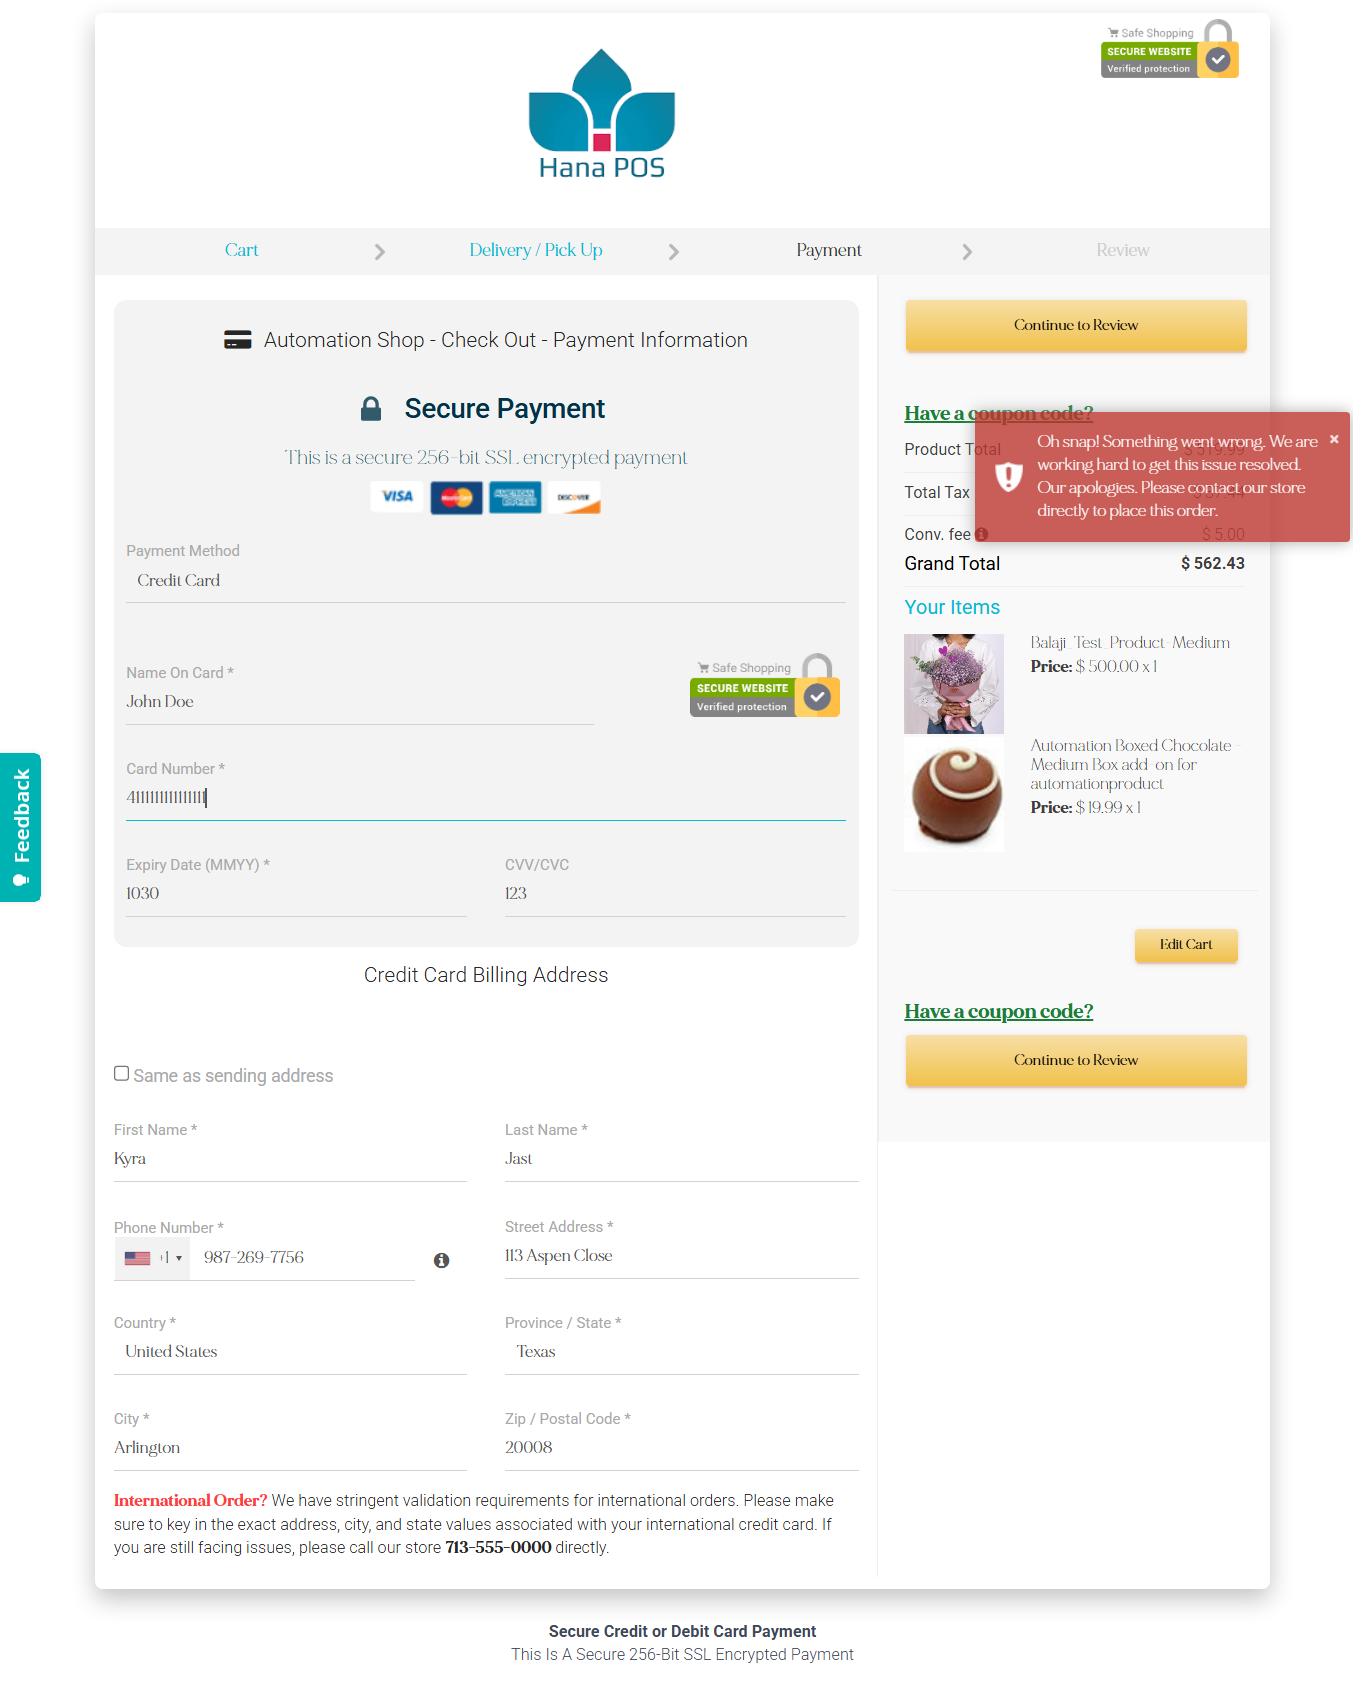 Safe Shopping
SECURE WEBSITE
Verified protection
Hana POS
Cart
Delivery / Pick Up
Payment
Review
Automation Shop - Check Out - Payment Information
Secure Payment
This is a secure 256-bit SSL encrypted payment
VISA
MasterCard
AMERICAN EXPRESS
DISCOVER
Payment Method
Credit Card
Name On Card *
John Doe
Safe Shopping
SECURE WEBSITE
Verified protection
Card Number *
4111111111111111
Expiry Date (MMYY) *
1030
CVV/CVC
123
Credit Card Billing Address
Same as sending address
First Name *
Kyra
Last Name *
Jast
Phone Number *
+1
987-269-7756
Street Address *
113 Aspen Close
Country *
United States
Province / State *
Texas
City *
Arlington
Zip / Postal Code *
20008
International Order? We have stringent validation requirements for international orders. Please make
sure to key in the exact address, city, and state values associated with your international credit card. If
you are still facing issues, please call our store 713-555-0000 directly.
Continue to Review
Have a coupon code?
Product Total $ 519.99
Total Tax
Conv. fee $ 5.00
Grand Total $ 562.43
Oh snap! Something went wrong. We are
working hard to get this issue resolved.
Our apologies. Please contact our store
directly to place this order.
×
Your Items
Balaji_Test_Product-Medium
Price: $ 500.00 x 1
Automation Boxed Chocolate -
Medium Box add-on for
automationproduct
Price: $ 19.99 x 1
Edit Cart
Have a coupon code?
Continue to Review
Feedback
Secure Credit or Debit Card Payment
This Is A Secure 256-Bit SSL Encrypted Payment